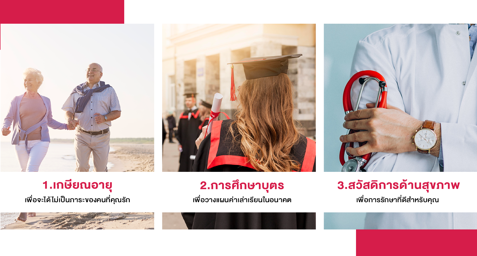 1.เกษียณอายุ
เพื่อจะได้ไม่เป็นภาระของคนที่คุณรัก
2.การศึกษาบุตร
เพื่อวางแผนค่าเล่าเรียนในอนาคต
3.สวัสดิการด้านสุขภาพ
เพื่อการรักษาที่ดีสำหรับคุณ